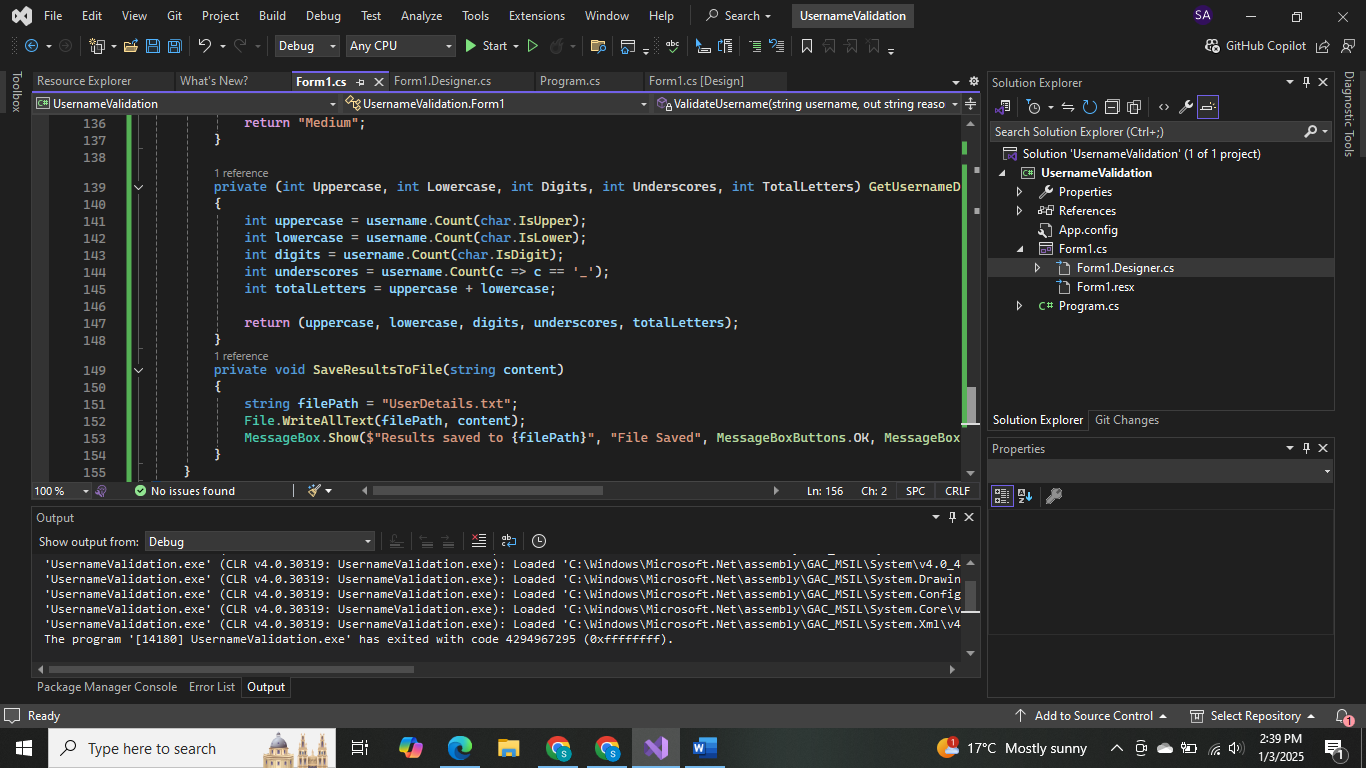 File Edit View Git Project Build Debug Test Analyze Tools Extensions Window Help Search UsernameValidation SA
Debug Any CPU Start GitHub Copilot
Toolbox
Resource Explorer What's New? Form1.cs Form1.Designer.cs Program.cs Form1.cs [Design]
C# UsernameValidation UsernameValidation.Form1 ValidateUsername(string username, out string reaso
136 return "Medium";
137 }
138
1 reference
139 private (int Uppercase, int Lowercase, int Digits, int Underscores, int TotalLetters) GetUsernameD
140 {
141 int uppercase = username.Count(char.IsUpper);
142 int lowercase = username.Count(char.IsLower);
143 int digits = username.Count(char.IsDigit);
144 int underscores = username.Count(c => c == '_');
145 int totalLetters = uppercase + lowercase;
146
147 return (uppercase, lowercase, digits, underscores, totalLetters);
148 }
1 reference
149 private void SaveResultsToFile(string content)
150 {
151 string filePath = "UserDetails.txt";
152 File.WriteAllText(filePath, content);
153 MessageBox.Show($"Results saved to {filePath}", "File Saved", MessageBoxButtons.OK, MessageBox
154 }
155 }
100 % No issues found Ln: 156 Ch: 2 SPC CRLF
Output
Show output from: Debug
'UsernameValidation.exe' (CLR v4.0.30319: UsernameValidation.exe): Loaded 'C:\Windows\Microsoft.Net\assembly\GAC_MSIL\System\v4.0_4
'UsernameValidation.exe' (CLR v4.0.30319: UsernameValidation.exe): Loaded 'C:\Windows\Microsoft.Net\assembly\GAC_MSIL\System.Drawin
'UsernameValidation.exe' (CLR v4.0.30319: UsernameValidation.exe): Loaded 'C:\Windows\Microsoft.Net\assembly\GAC_MSIL\System.Config
'UsernameValidation.exe' (CLR v4.0.30319: UsernameValidation.exe): Loaded 'C:\Windows\Microsoft.Net\assembly\GAC_MSIL\System.Core\v
'UsernameValidation.exe' (CLR v4.0.30319: UsernameValidation.exe): Loaded 'C:\Windows\Microsoft.Net\assembly\GAC_MSIL\System.Xml\v4
The program '[14180] UsernameValidation.exe' has exited with code 4294967295 (0xffffffff).
Package Manager Console Error List Output
Solution Explorer
Search Solution Explorer (Ctrl+;)
Solution 'UsernameValidation' (1 of 1 project)
C# UsernameValidation
Properties
References
App.config
Form1.cs
Form1.Designer.cs
Form1.resx
C# Program.cs
Solution Explorer Git Changes
Properties
Diagnostic Tools
Ready Add to Source Control Select Repository 1
Type here to search 1 17°C Mostly sunny 2:39 PM
1/3/2025 1